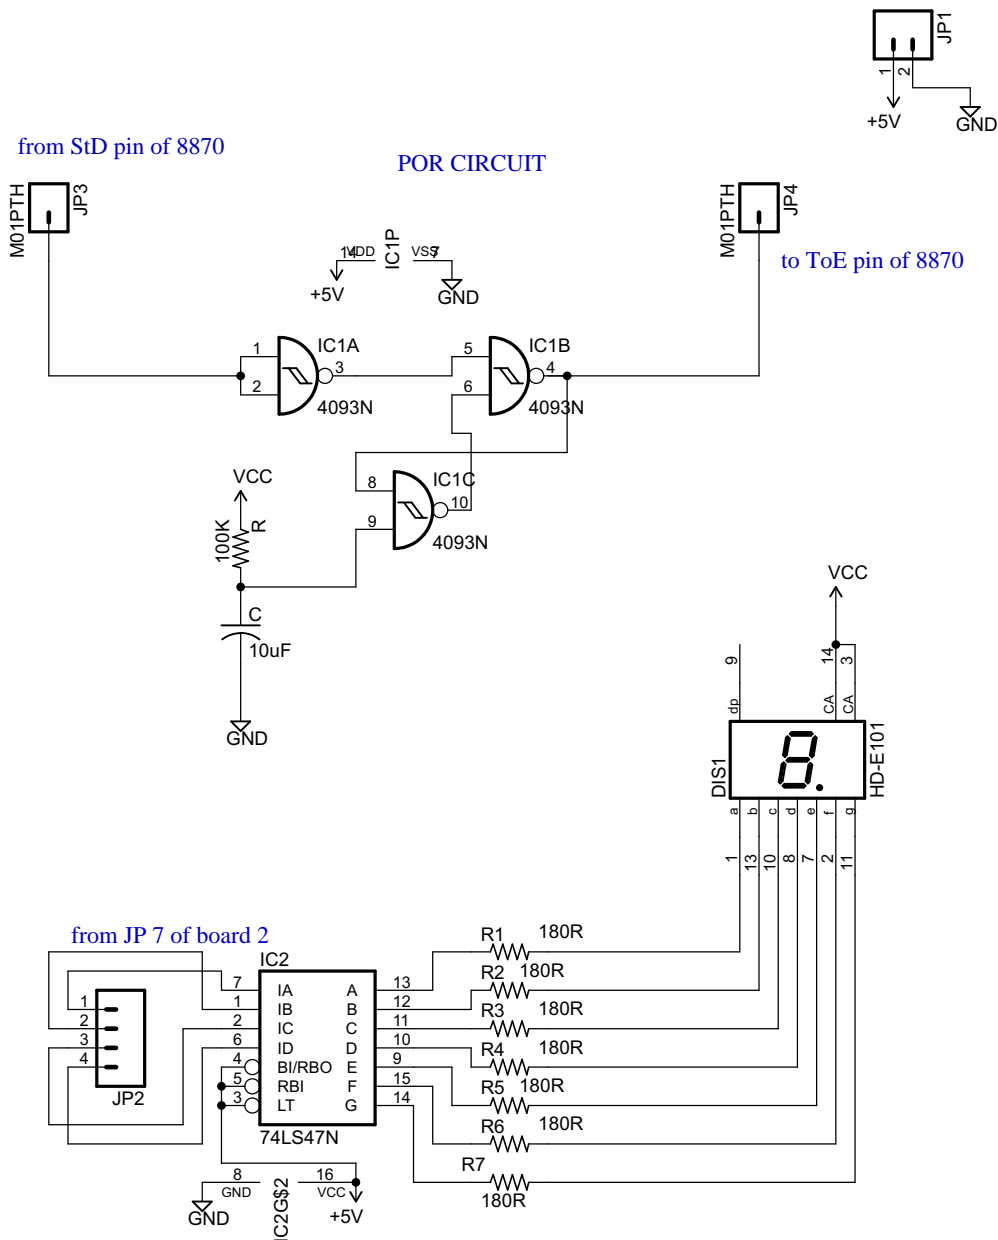 JP1
1
2
+5V
GND
from StD pin of 8870
POR CIRCUIT
M01PTH
JP3
M01PTH
JP4
to ToE pin of 8870
14
VDD
IC1P
VSS
7
+5V
GND
1
2
IC1A
3
4093N
5
6
IC1B
4
4093N
8
9
IC1C
10
4093N
VCC
100K
R
C
10uF
GND
VCC
9
14
3
dp
CA
CA
DIS1
HD-E101
a b c d e f g
1 13 10 8 7 2 11
from JP 7 of board 2
IC2
1
2
3
4
JP2
7 IA A 13
1 IB B 12
2 IC C 11
6 ID D 10
4 BI/RBO E 9
5 RBI F 15
3 LT G 14
74LS47N
R1 180R
R2 180R
R3 180R
R4 180R
R5 180R
R6 180R
R7
180R
8 16
GND IC2G$2 VCC
GND
+5V